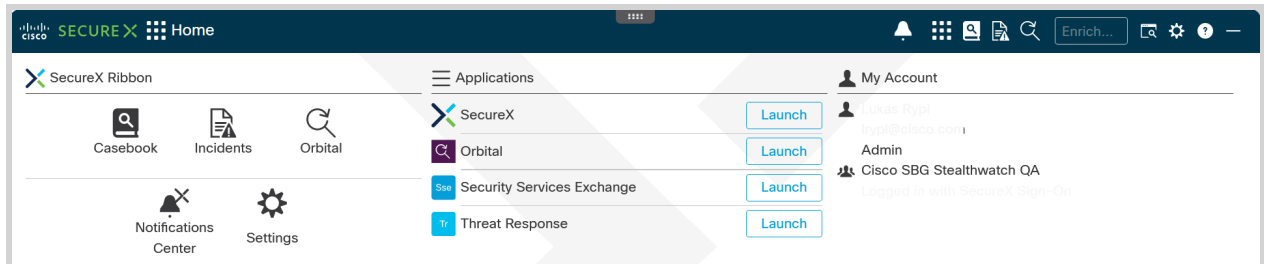 cisco SECUREX Home Enrich...
SecureX Ribbon
Casebook Incidents Orbital
Notifications
Center
Settings
Applications
SecureX Launch
Orbital Launch
Sse Security Services Exchange Launch
Tr Threat Response Launch
My Account
Lukas Rypl
lrypl@cisco.com
Admin
Cisco SBG Stealthwatch QA
Logged in with SecureX Sign-On